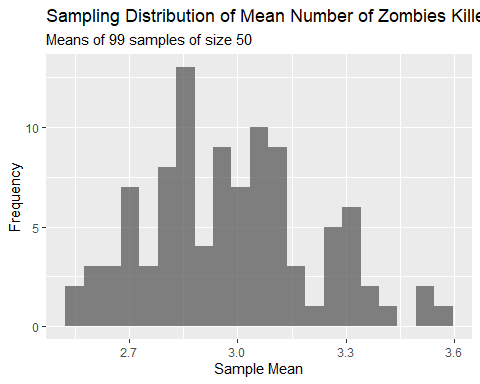 Sampling Distribution of Mean Number of Zombies Kille
Means of 99 samples of size 50
10
5
0
Frequency
2.7 3.0 3.3 3.6
Sample Mean